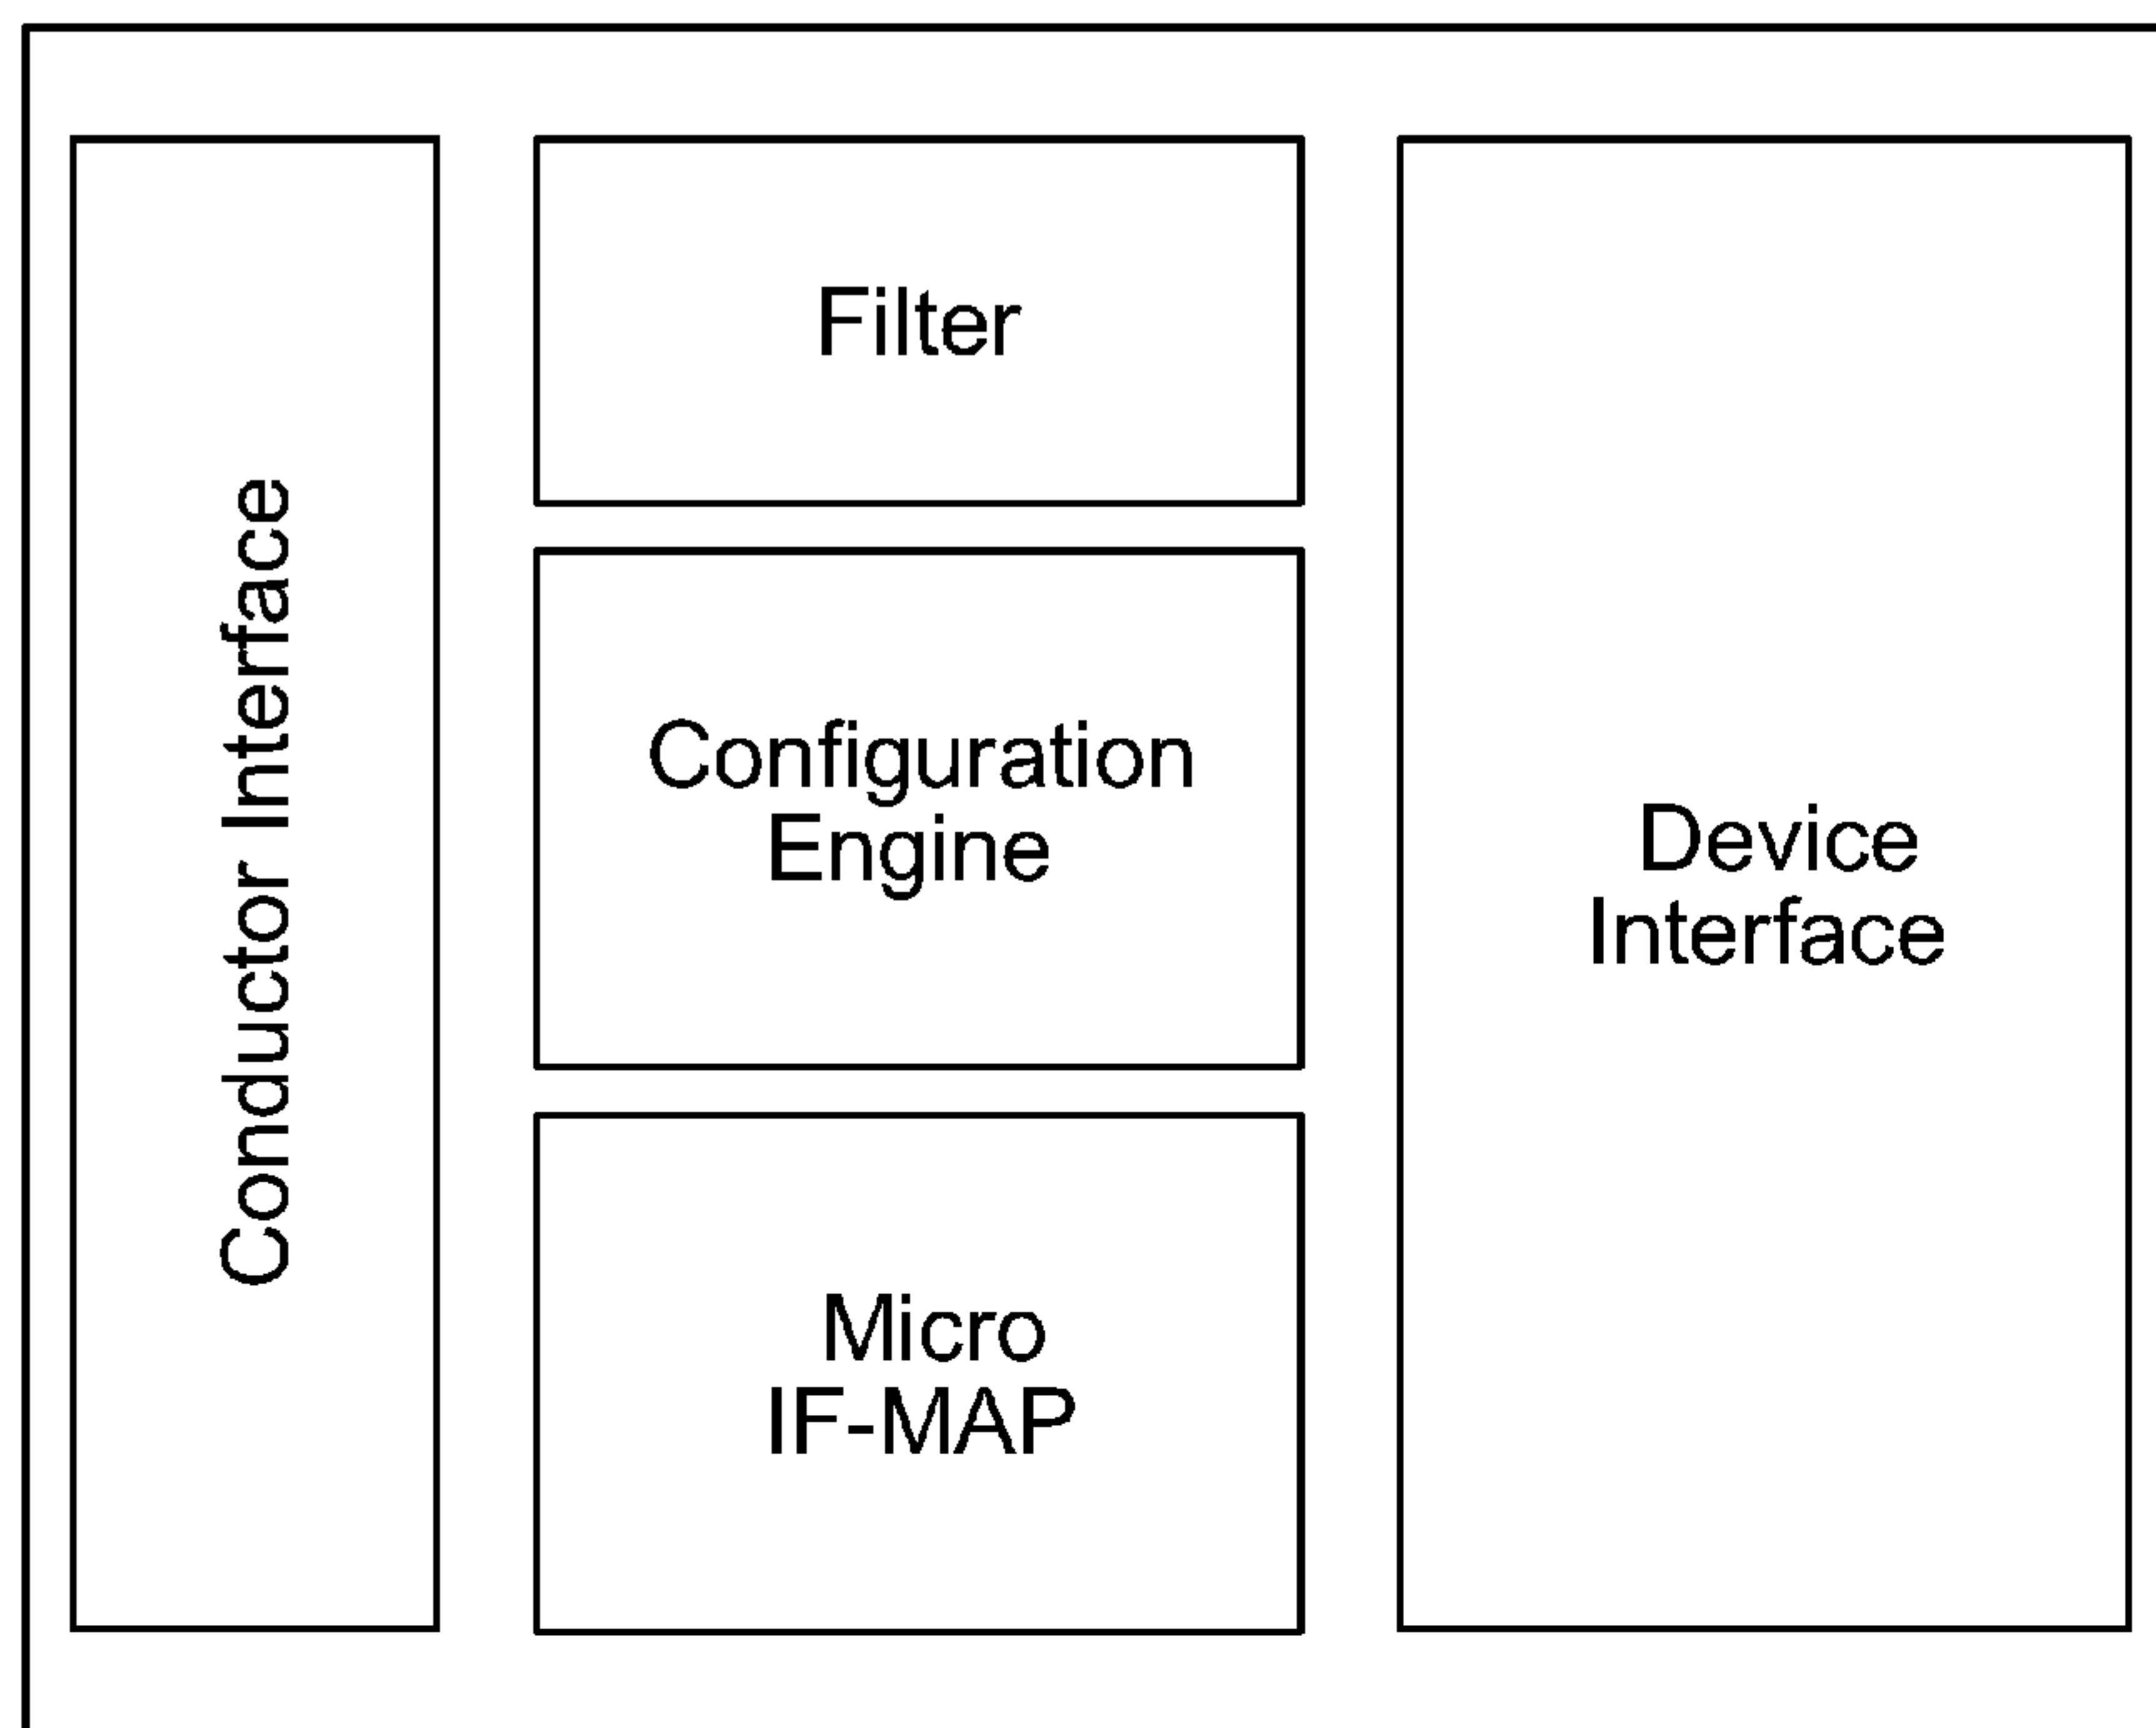 Conductor Interface
Filter
Configuration
Engine
Micro
IF-MAP
Device
Interface